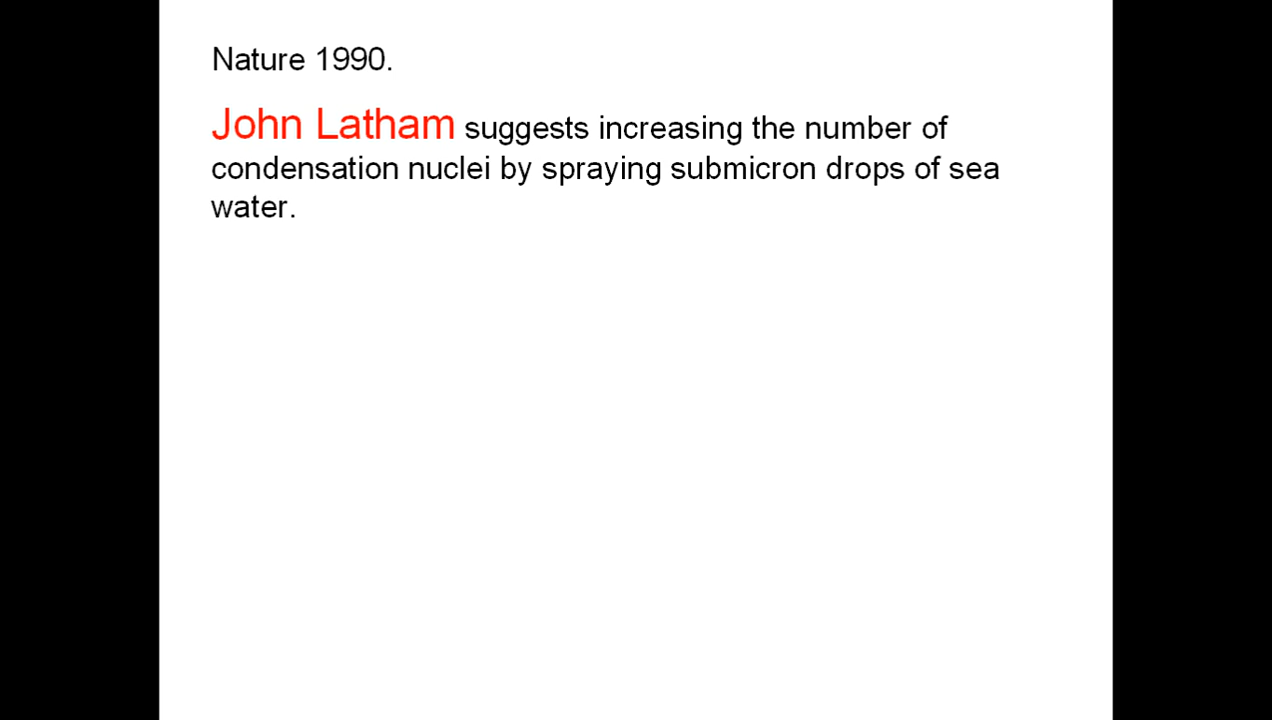 Nature 1990.
John Latham suggests increasing the number of
condensation nuclei by spraying submicron drops of sea
water.